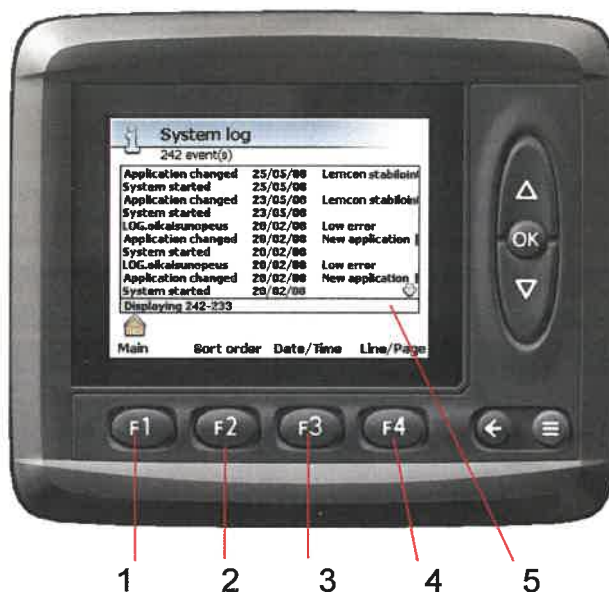 System log
242 event(s)
Application changed 25/05/08 Lemcon stabiloin
System started 25/05/08
Application changed 23/05/08 Lemcon stabiloin
System started 23/05/08
LOG.oikaisunopeus 20/02/08 Low error
Application changed 20/02/08 New application
System started 20/02/08
LOG.oikaisunopeus 20/02/08 Low error
Application changed 20/02/08 New application
System started 20/02/08
Displaying 242-233
Main Sort order Date/Time Line/Page
OK
F1 F2 F3 F4
1 2 3 4 5